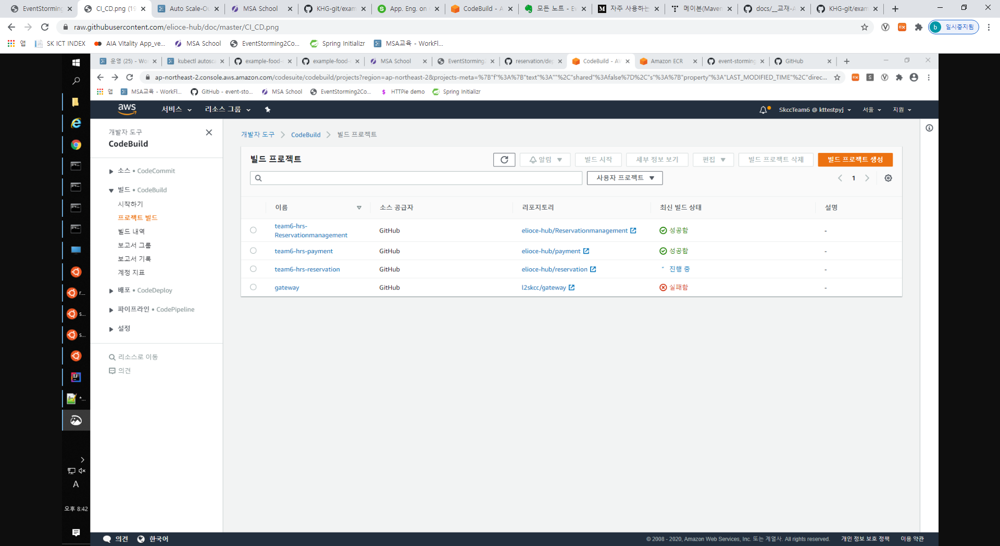 EventStorming
CI_CD.png (19
Auto Scale-Ou
MSA School
KHG-git/exam
App. Eng. on
CodeBuild - A
모든 노트 - Ev
자주 사용하는
메이븐(Maven
docs/__교재-A
KHG-git/exam
raw.githubusercontent.com/elioce-hub/doc/master/CI_CD.png
b 일시중지됨
앱
SK ICT INDEX
AIA Vitality App_ve...
MSA School
EventStorming2Co...
Spring Initializr
MSA교육 - WorkFl...
운영 (25) - Wo
kubectl autosca
example-food-
example-food-
MSA School
EventStorming
reservation/dep
CodeBuild - AW
Amazon ECR
event-storming
GitHub
ap-northeast-2.console.aws.amazon.com/codesuite/codebuild/projects?region=ap-northeast-2&projects-meta=%7B"f"%3A%7B"text"%3A""%2C"shared"%3Afalse%7D%2C"s"%3A%7B"property"%3A"LAST_MODIFIED_TIME"%2C"direc...
앱
MSA교육 - WorkFl...
GitHub - event-sto...
MSA School
EventStorming2Co...
HTTPie demo
Spring Initializr
aws
서비스
리소스 그룹
SkccTeam6 @ kttestpyj
서울
지원
개발자 도구
CodeBuild
소스 • CodeCommit
빌드 • CodeBuild
시작하기
프로젝트 빌드
빌드 내역
보고서 그룹
보고서 기록
계정 지표
배포 • CodeDeploy
파이프라인 • CodePipeline
설정
리소스로 이동
의견
개발자 도구 > CodeBuild > 빌드 프로젝트
빌드 프로젝트
알림
빌드 시작
세부 정보 보기
편집
빌드 프로젝트 삭제
빌드 프로젝트 생성
사용자 프로젝트
1
이름 소스 공급자 리포지토리 최신 빌드 상태 설명
team6-hrs-
Reservationmanagement GitHub elioce-hub/Reservationmanagement 성공함 -
team6-hrs-payment GitHub elioce-hub/payment 성공함 -
team6-hrs-reservation GitHub elioce-hub/reservation 진행 중 -
gateway GitHub l2skcc/gateway 실패함 -
r...
s...
s...
*...
A
오후 8:42
의견
한국어
© 2008 - 2020, Amazon Web Services, Inc. 또는 계열사. All rights reserved.
개인 정보 보호 정책
이용 약관